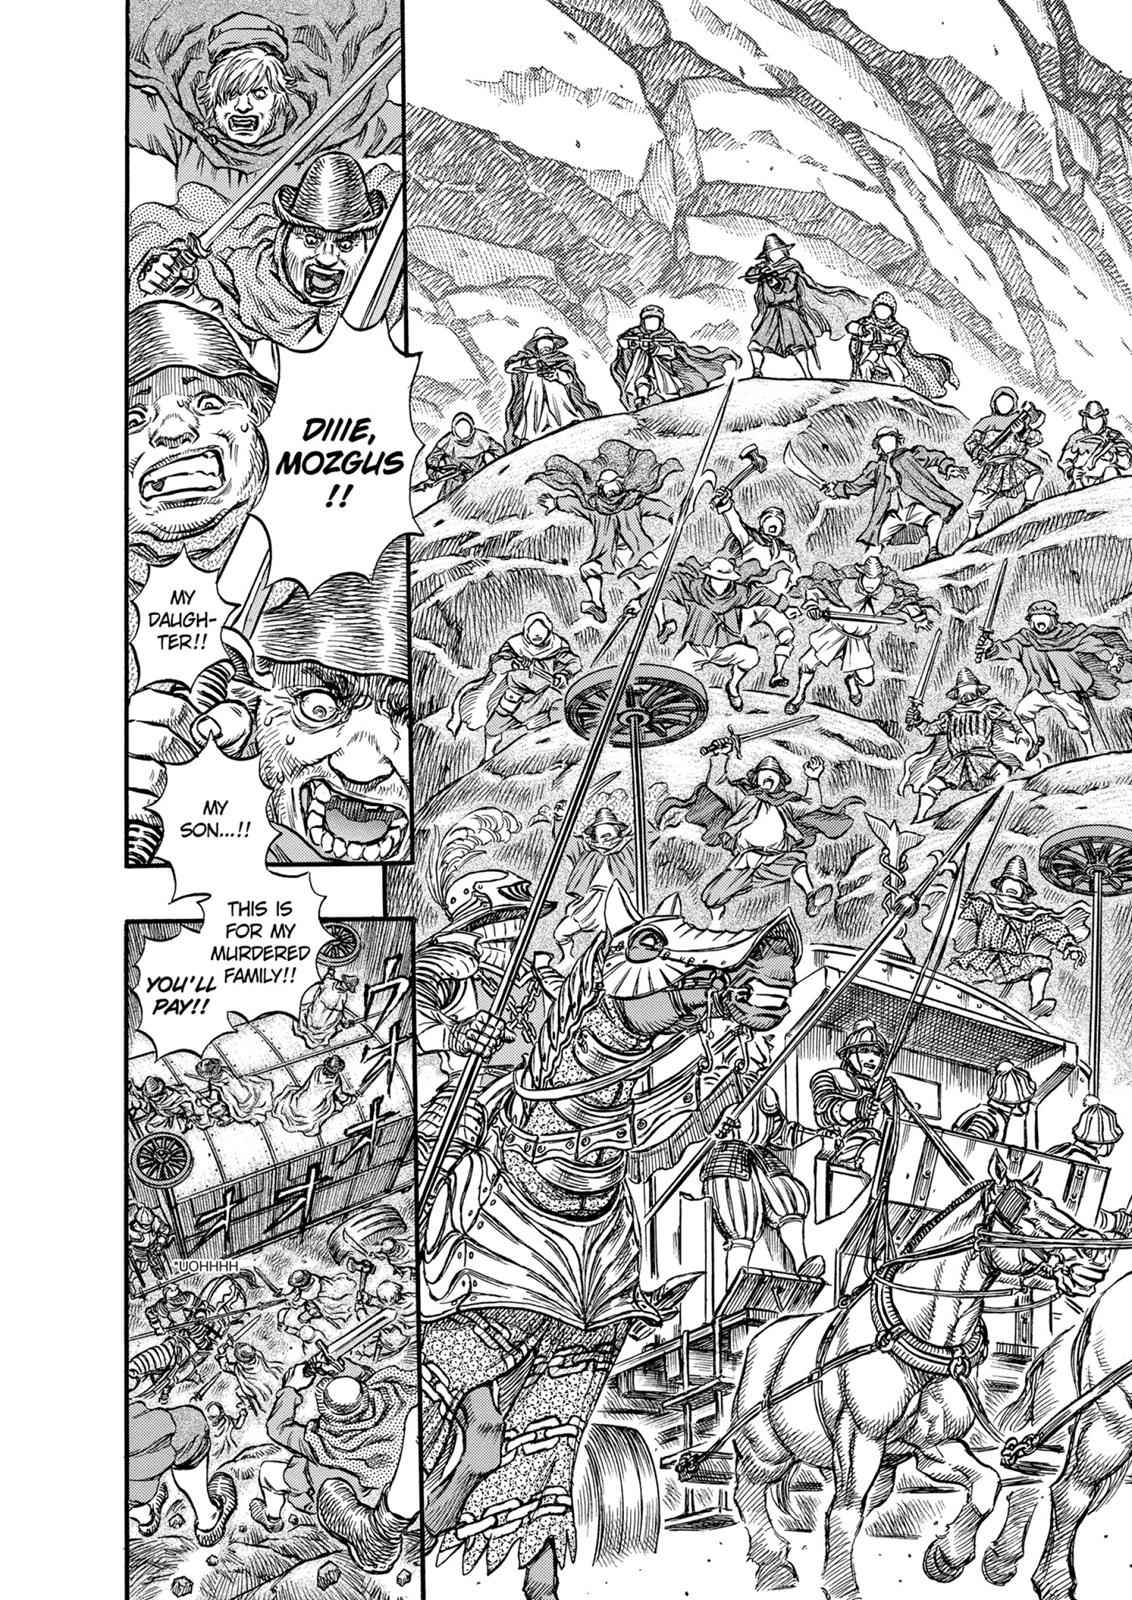 DIIIE,
MOZGUS
!!
MY
DAUGH-
TER!!
MY
SON...!!
THIS IS
FOR MY
MURDERED
FAMILY!!
YOU'LL
PAY!!
ウオオオオ
*UOHHHH